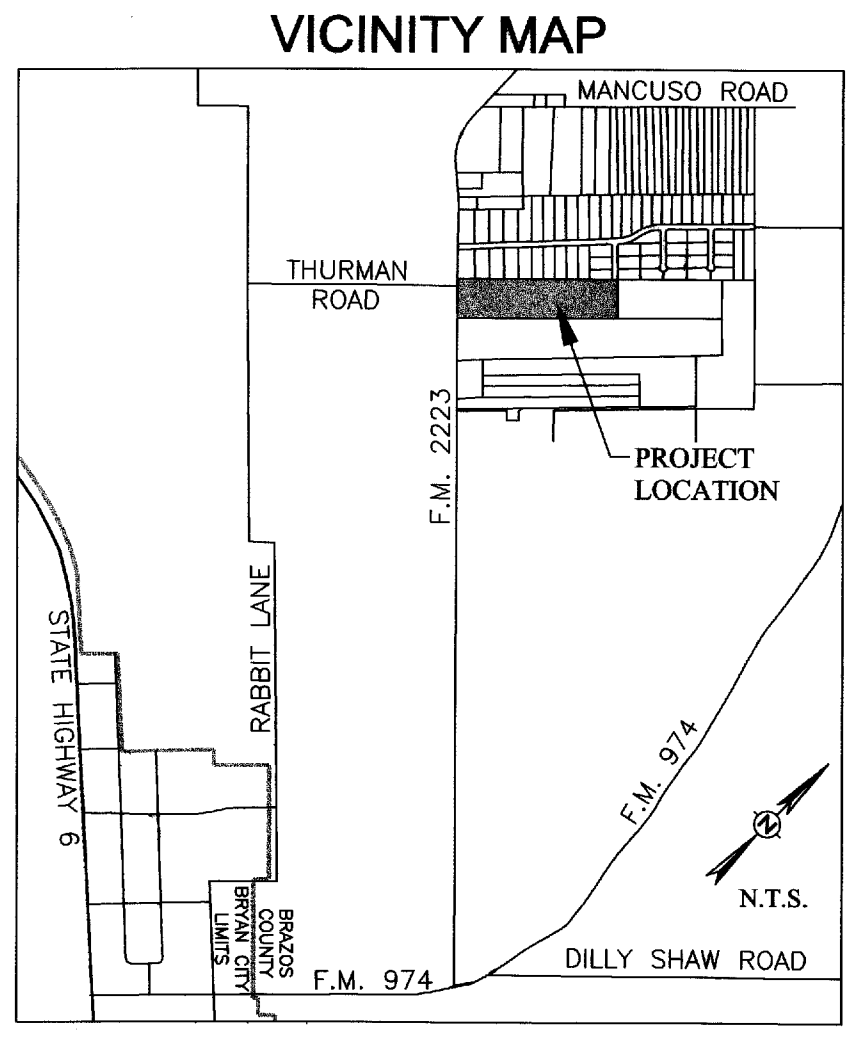 VICINITY MAP
MANCUSO ROAD
THURMAN
ROAD
F.M. 2223
PROJECT
LOCATION
RABBIT LANE
STATE HIGHWAY 6
F.M. 974
N
N.T.S.
BRAZOS
COUNTY
BRYAN CITY
LIMITS
F.M. 974
DILLY SHAW ROAD